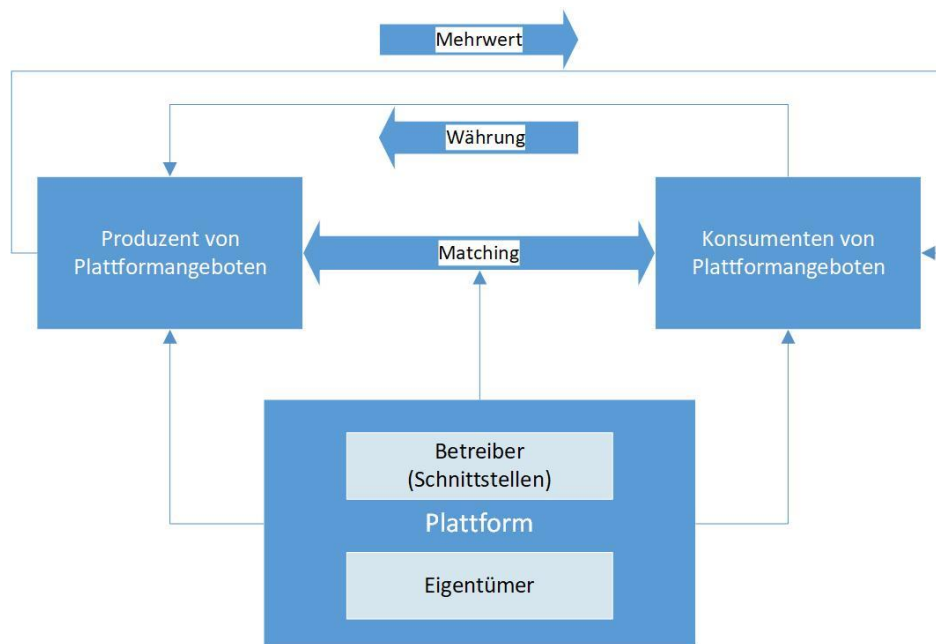 Mehrwert
Währung
Produzent von
Plattformangeboten
Matching
Konsumenten von
Plattformangeboten
Betreiber
(Schnittstellen)
Plattform
Eigentümer